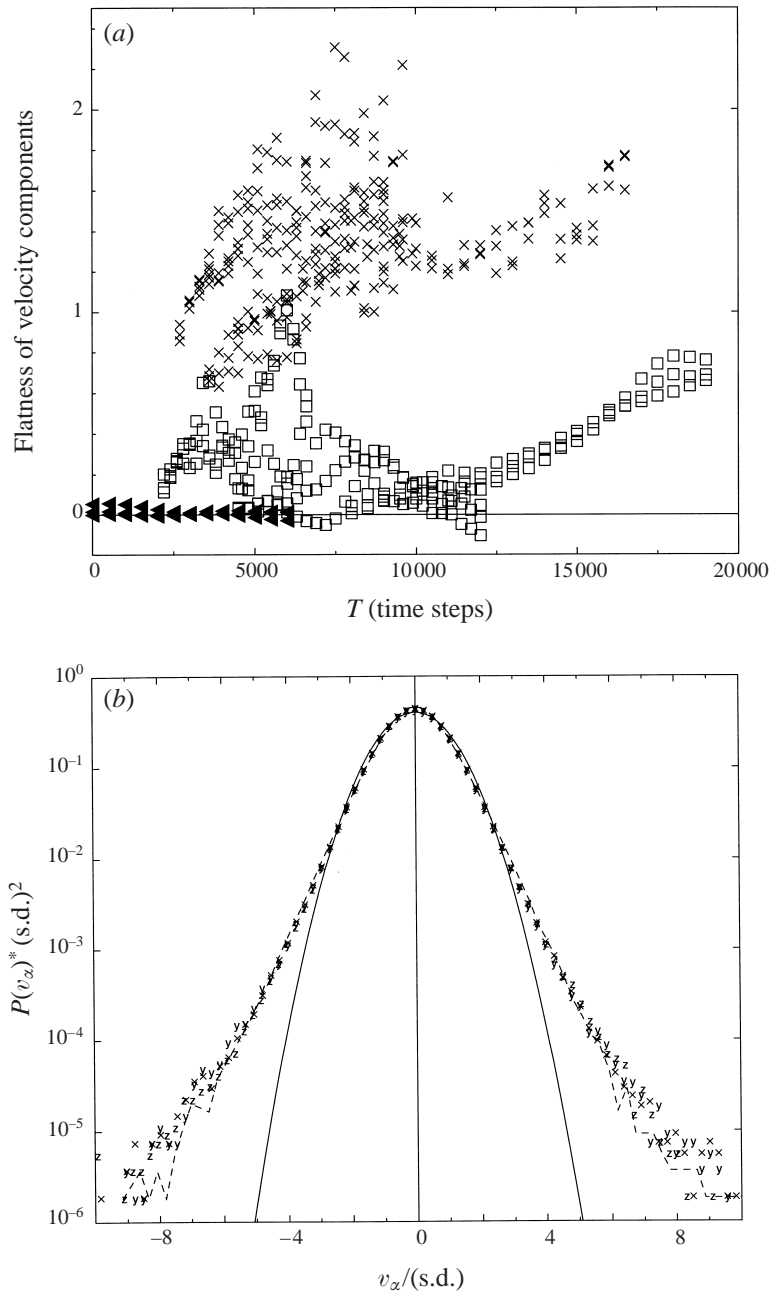 (a)
2
1
0
Flatness of velocity components
0 5000 10000 15000 20000
T (time steps)
(b)
10^0
10^{-1}
10^{-2}
10^{-3}
10^{-4}
10^{-5}
10^{-6}
P(v_α)* (s.d.)^2
−8 −4 0 4 8
v_α/(s.d.)